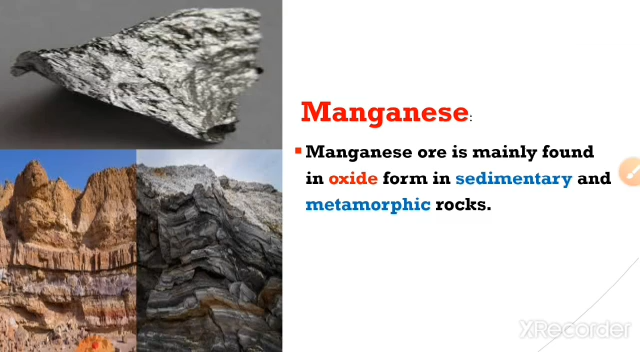 Manganese:
Manganese ore is mainly found
in oxide form in sedimentary and
metamorphic rocks.
XRecorder